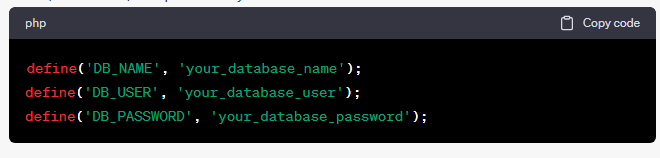 php
Copy code
define('DB_NAME', 'your_database_name');
define('DB_USER', 'your_database_user');
define('DB_PASSWORD', 'your_database_password');